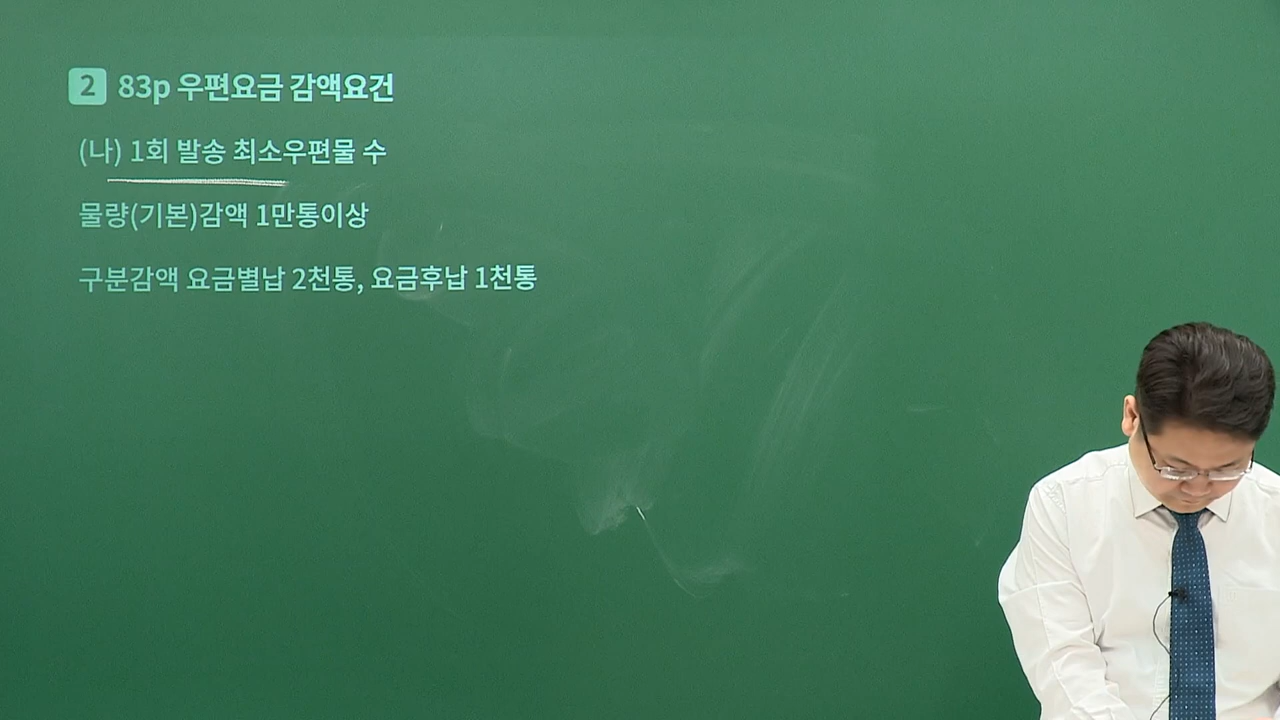 2 83p 우편요금 감액요건
(나) 1회 발송 최소우편물 수
물량(기본)감액 1만통이상
구분감액 요금별납 2천통, 요금후납 1천통